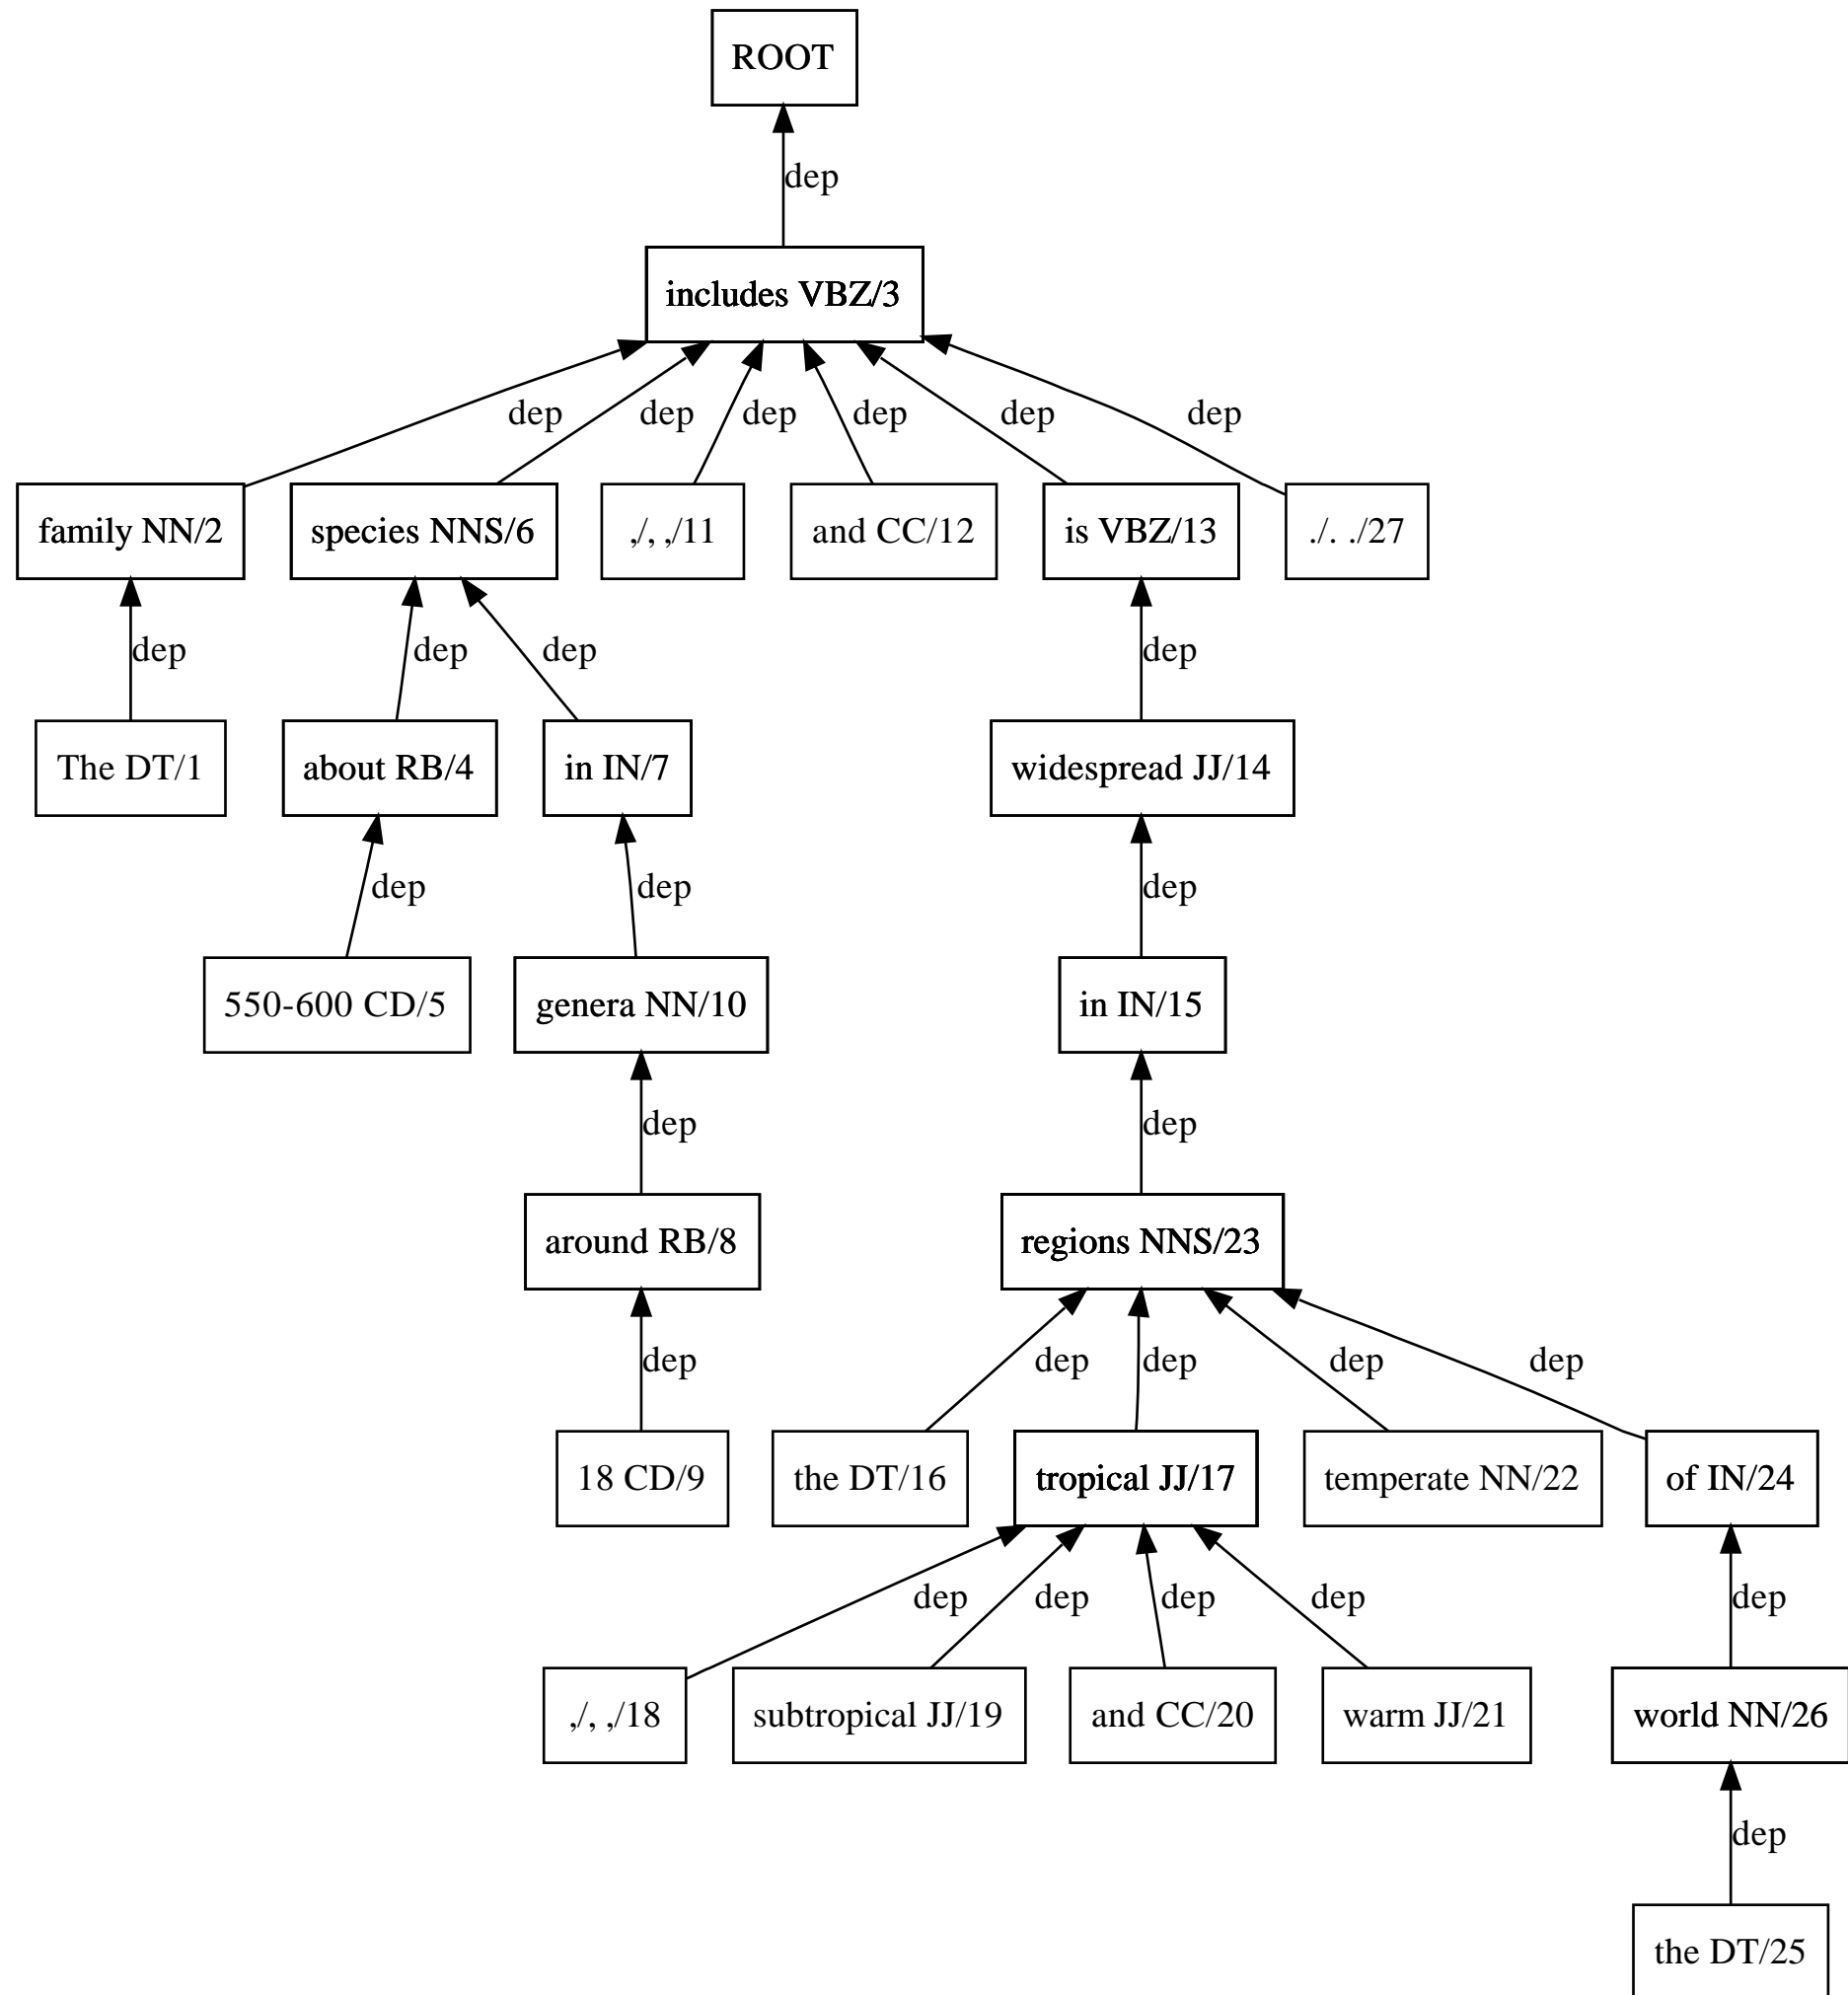 ROOT
dep
includes VBZ/3
dep dep dep dep dep dep
family NN/2 species NNS/6 ,/, ,/11 and CC/12 is VBZ/13 ./. ./27
dep dep dep dep
The DT/1 about RB/4 in IN/7 widespread JJ/14
dep dep dep
550-600 CD/5 genera NN/10 in IN/15
dep dep
around RB/8 regions NNS/23
dep dep dep dep dep
18 CD/9 the DT/16 tropical JJ/17 temperate NN/22 of IN/24
dep dep dep dep dep
,/, ,/18 subtropical JJ/19 and CC/20 warm JJ/21 world NN/26
dep
the DT/25